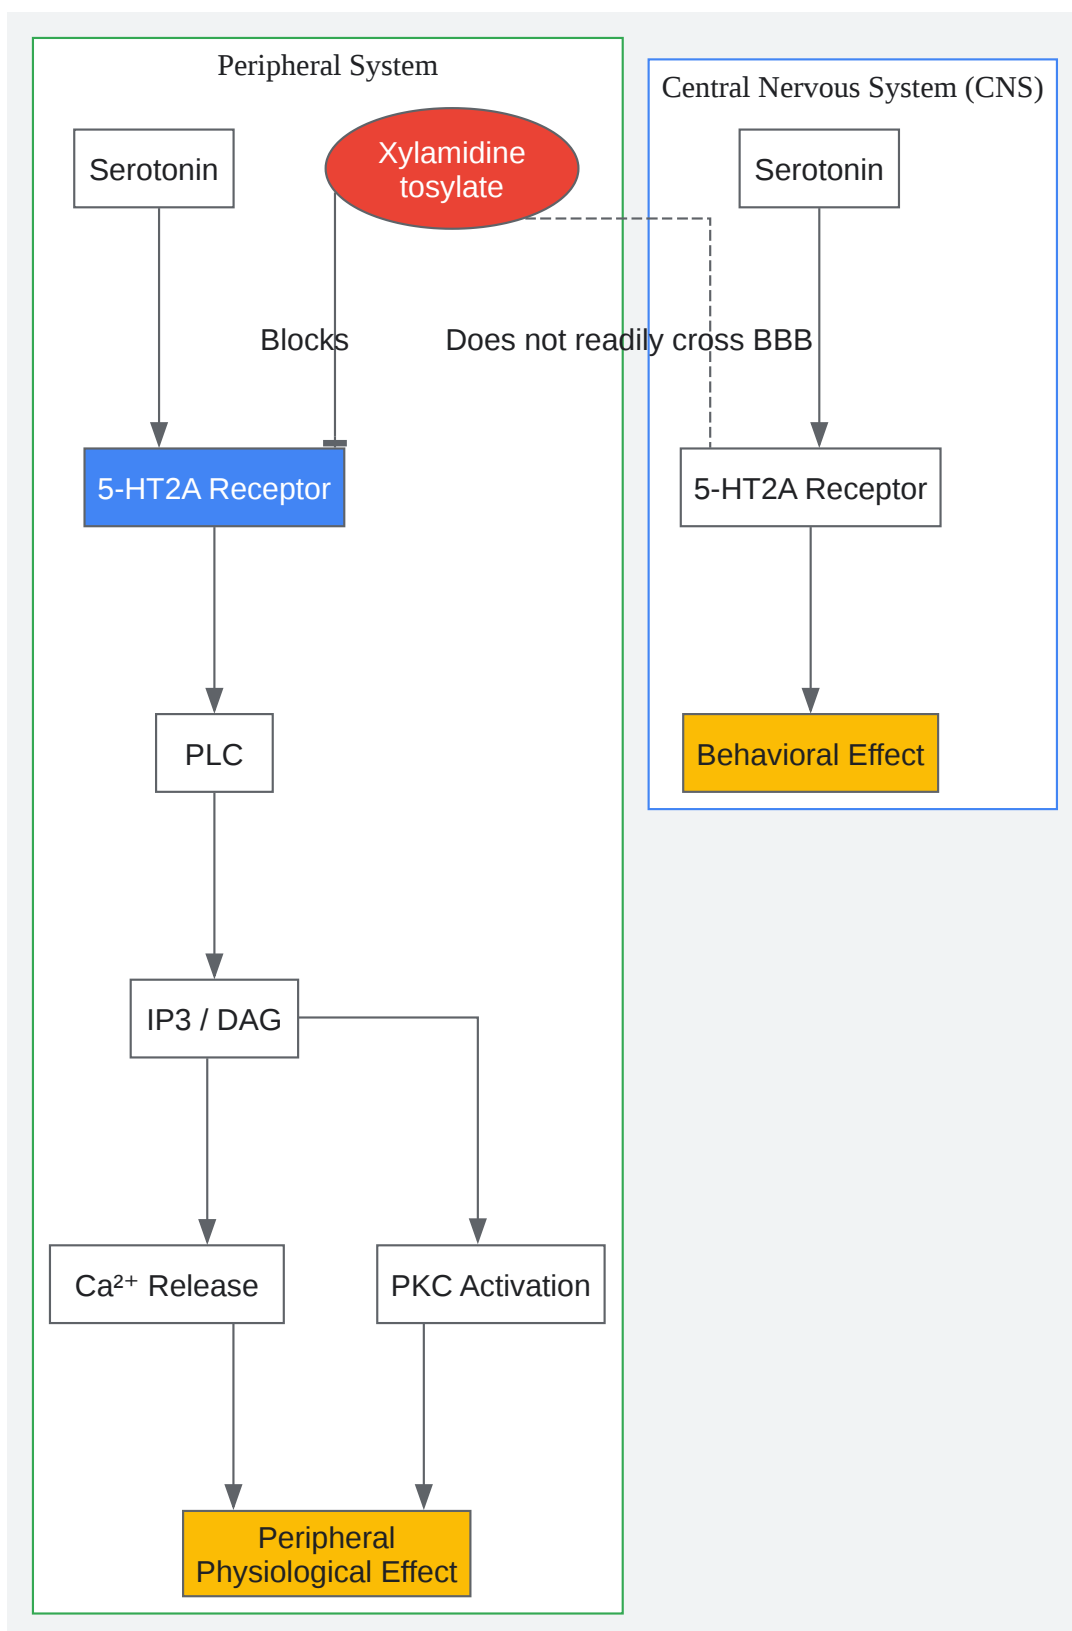 Peripheral System
Central Nervous System (CNS)
Serotonin
Xylamidine
tosylate
Serotonin
Blocks
Does not readily cross BBB
5-HT2A Receptor
5-HT2A Receptor
PLC
Behavioral Effect
IP3 / DAG
Ca²⁺ Release
PKC Activation
Peripheral
Physiological Effect